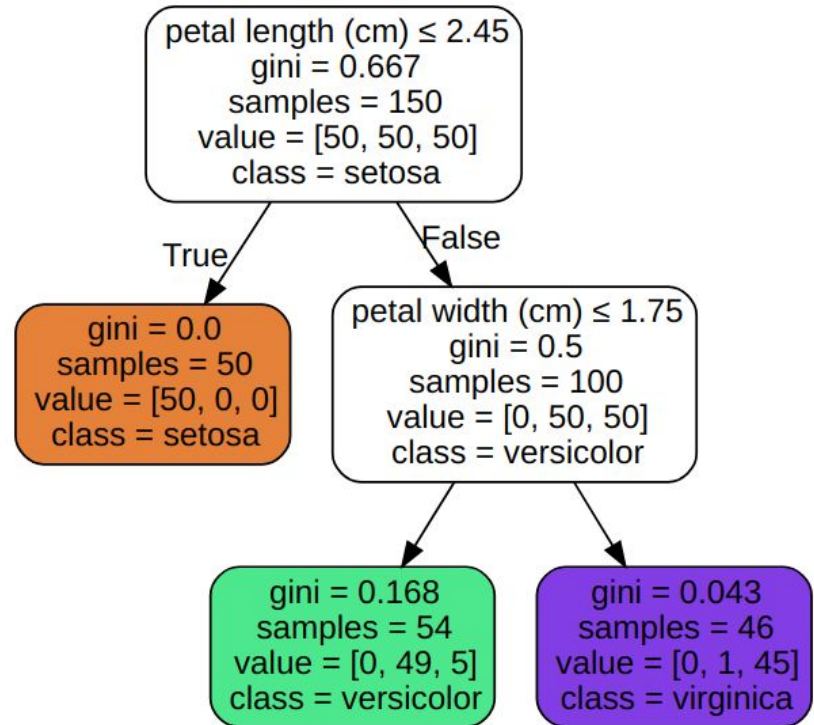 petal length (cm) ≤ 2.45
gini = 0.667
samples = 150
value = [50, 50, 50]
class = setosa
True
False
gini = 0.0
samples = 50
value = [50, 0, 0]
class = setosa
petal width (cm) ≤ 1.75
gini = 0.5
samples = 100
value = [0, 50, 50]
class = versicolor
gini = 0.168
samples = 54
value = [0, 49, 5]
class = versicolor
gini = 0.043
samples = 46
value = [0, 1, 45]
class = virginica